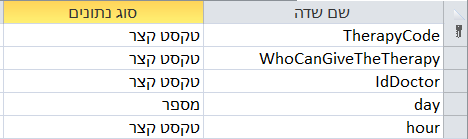 שם שדה סוג נתונים
TherapyCode טקסט קצר
WhoCanGiveTheTherapy טקסט קצר
IdDoctor טקסט קצר
day מספר
hour טקסט קצר